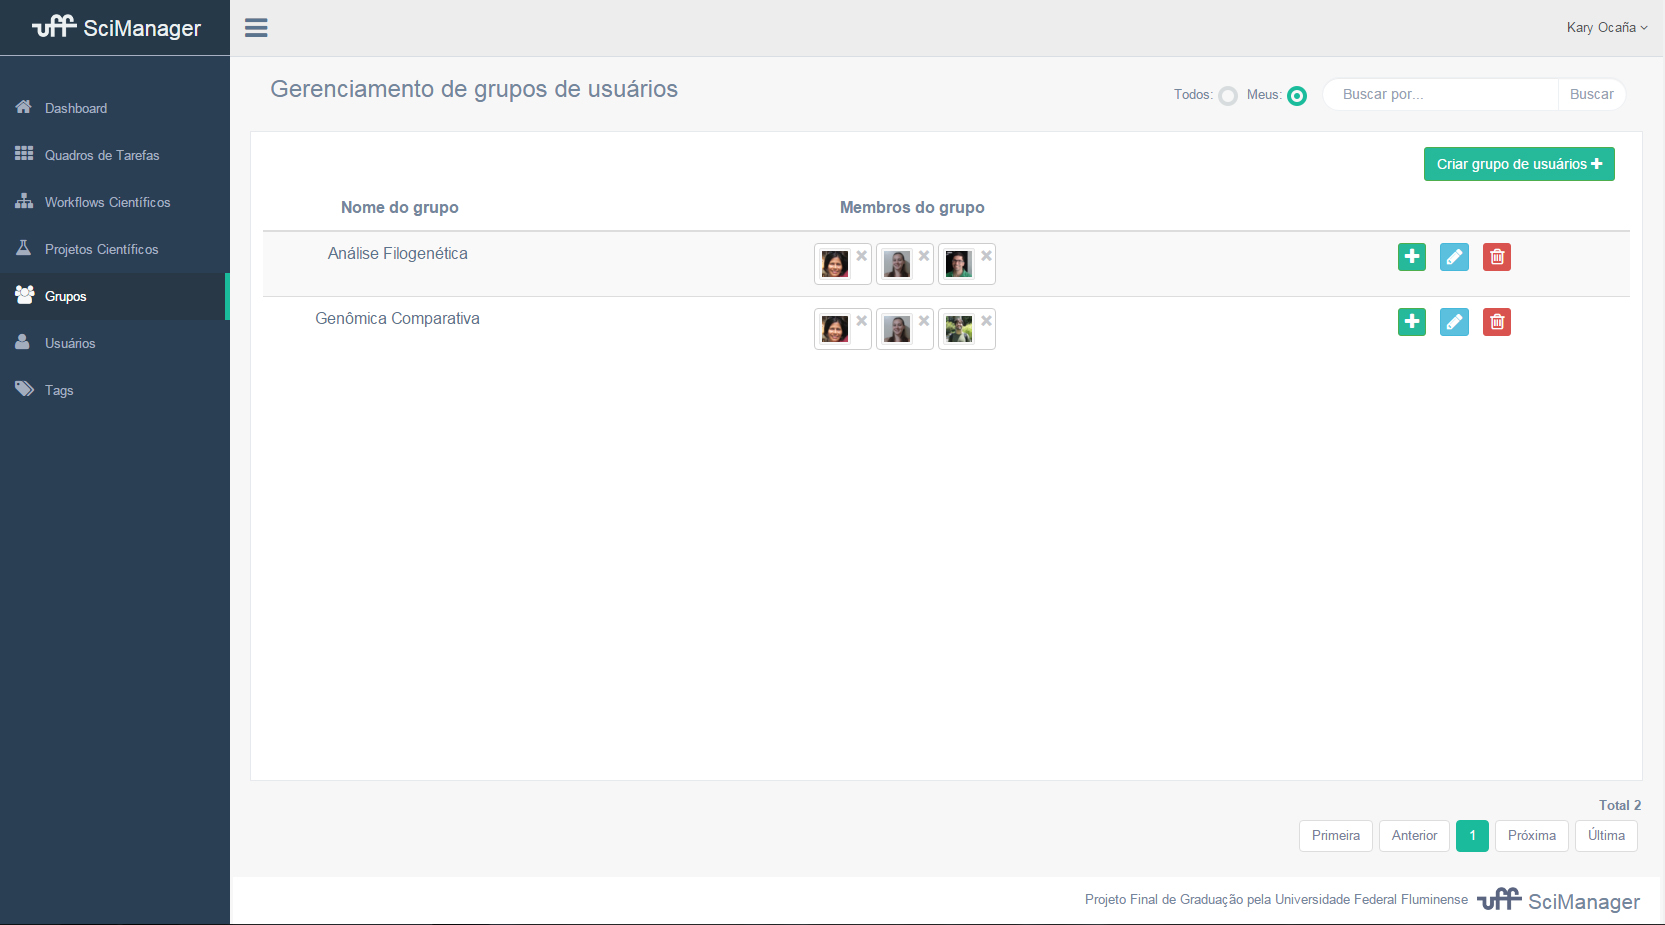 uff SciManager
Kary Ocaña
Dashboard
Quadros de Tarefas
Workflows Científicos
Projetos Científicos
Grupos
Usuários
Tags
Gerenciamento de grupos de usuários
Todos: Meus: Buscar por... Buscar
Criar grupo de usuários
Nome do grupo Membros do grupo
Análise Filogenética
Genômica Comparativa
Total 2
Primeira Anterior 1 Próxima Última
Projeto Final de Graduação pela Universidade Federal Fluminense uff SciManager